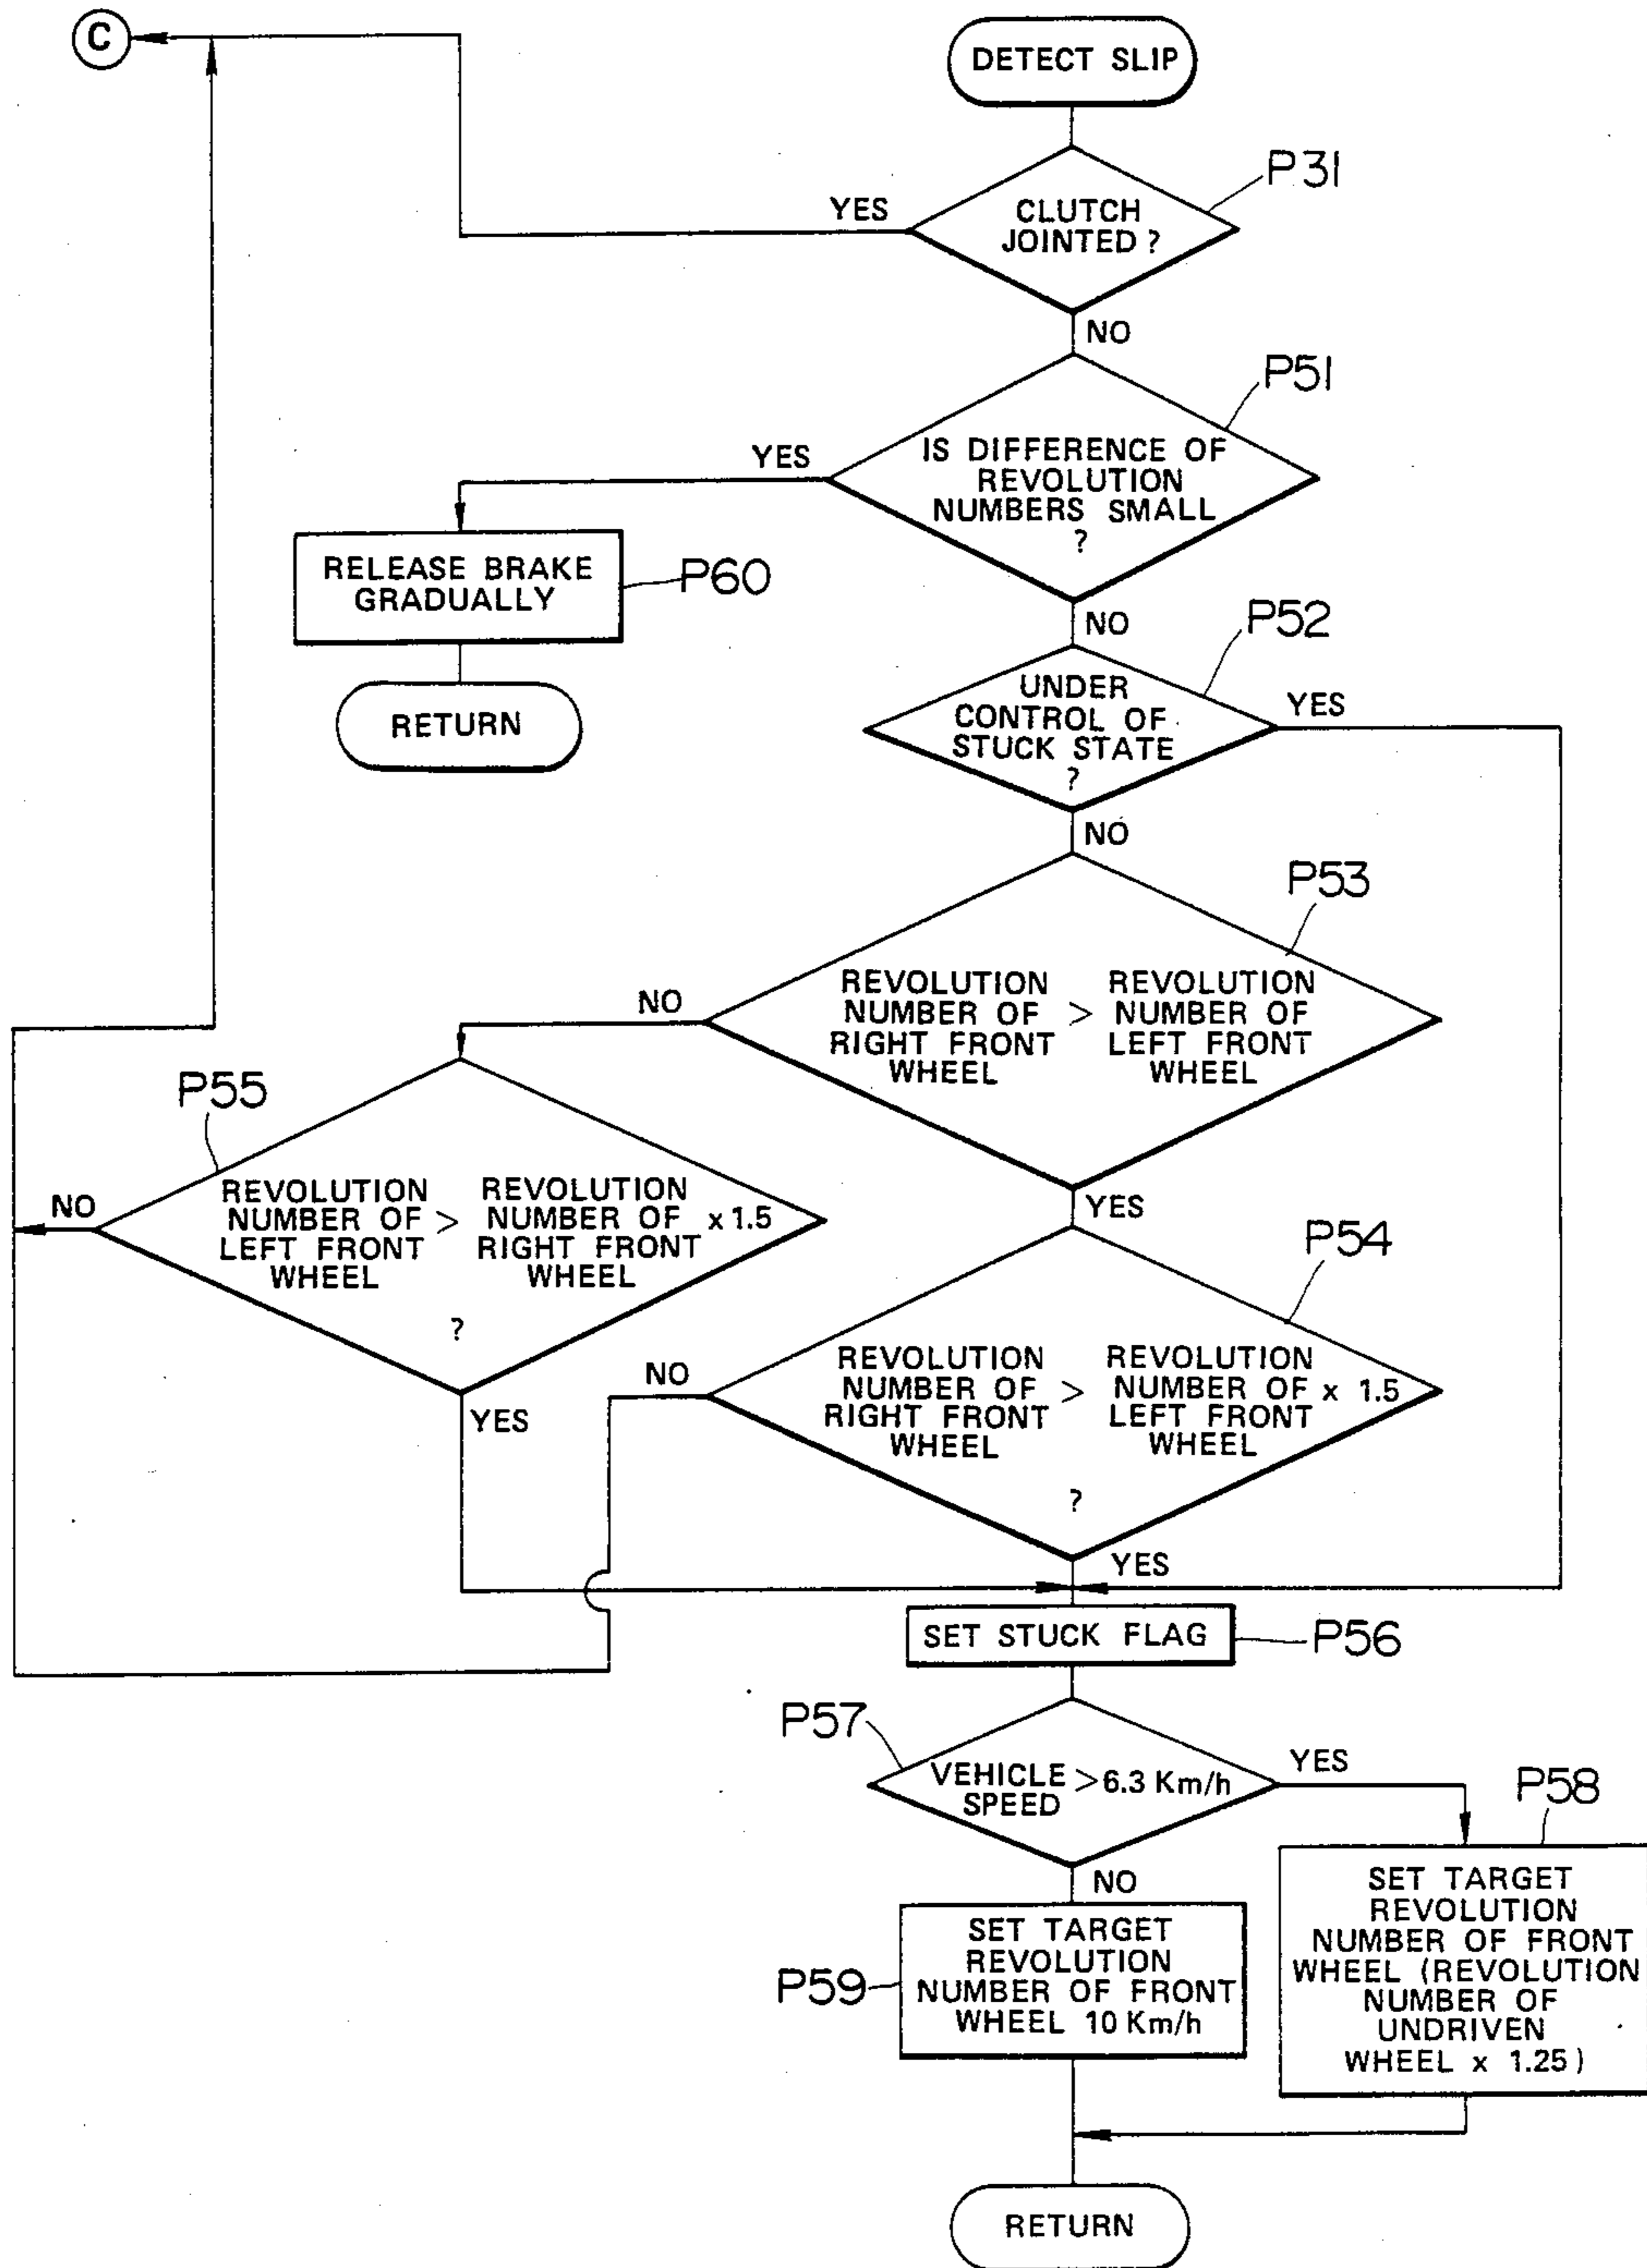 C
DETECT SLIP
P31
YES
CLUTCH
JOINTED ?
NO
P51
YES
IS DIFFERENCE OF
REVOLUTION
NUMBERS SMALL
?
RELEASE BRAKE
GRADUALLY
P60
NO
P52
RETURN
UNDER
CONTROL OF
STUCK STATE
?
YES
NO
P53
NO
REVOLUTION
NUMBER OF
RIGHT FRONT
WHEEL
>
REVOLUTION
NUMBER OF
LEFT FRONT
WHEEL
P55
YES
NO
REVOLUTION
NUMBER OF
LEFT FRONT
WHEEL
>
REVOLUTION
NUMBER OF x 1.5
RIGHT FRONT
WHEEL
?
YES
P54
NO
REVOLUTION
NUMBER OF
RIGHT FRONT
WHEEL
>
REVOLUTION
NUMBER OF x 1.5
LEFT FRONT
WHEEL
?
YES
SET STUCK FLAG
P56
P57
VEHICLE > 6.3 Km/h
SPEED
YES
P58
NO
SET TARGET
REVOLUTION
NUMBER OF FRONT
WHEEL (REVOLUTION
NUMBER OF
UNDRIVEN
WHEEL x 1.25)
P59
SET TARGET
REVOLUTION
NUMBER OF FRONT
WHEEL 10 Km/h
RETURN